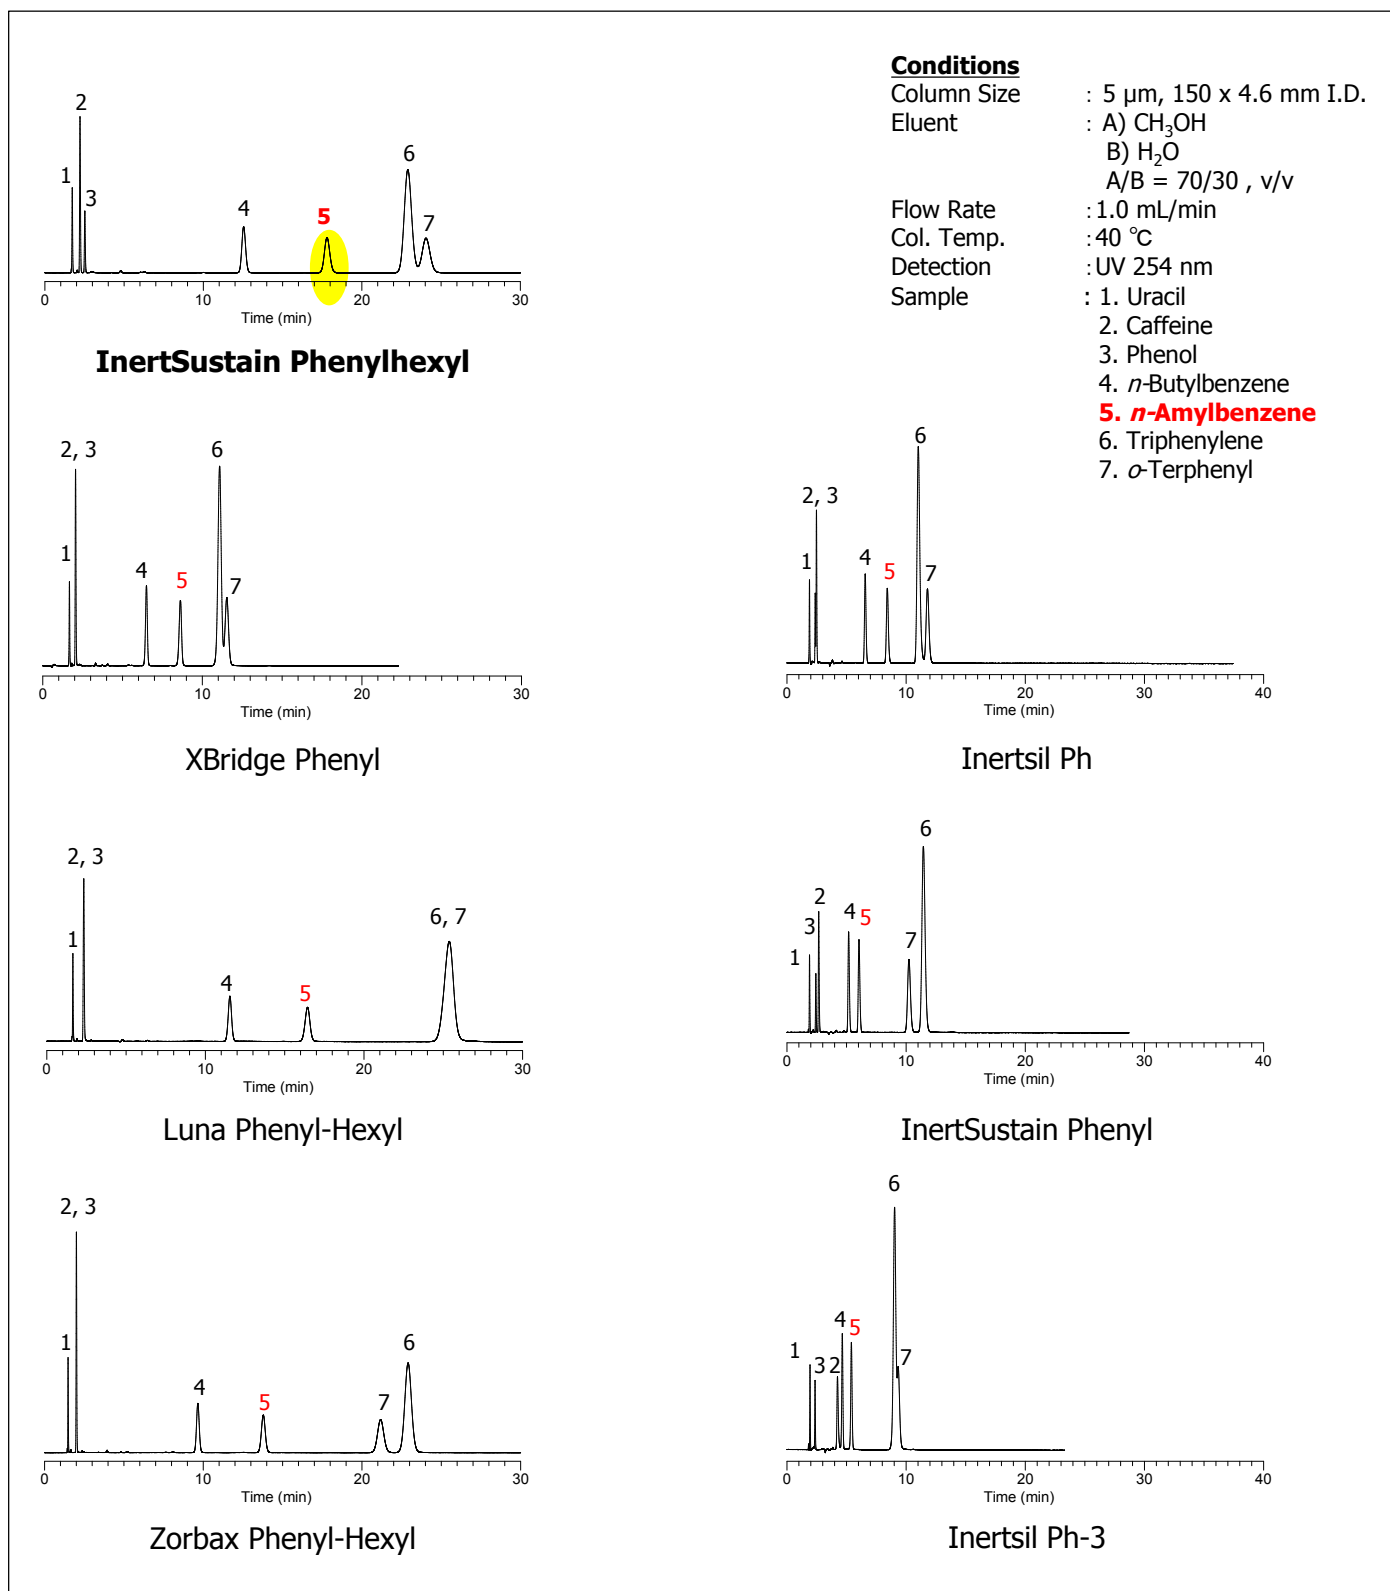 2
1
3
4
5
6
7
0
10
20
30
Time (min)
InertSustain Phenylhexyl
Conditions
Column Size : 5 μm, 150 x 4.6 mm I.D.
Eluent : A) CH₃OH
B) H₂O
A/B = 70/30 , v/v
Flow Rate : 1.0 mL/min
Col. Temp. : 40 ℃
Detection : UV 254 nm
Sample : 1. Uracil
2. Caffeine
3. Phenol
4. n-Butylbenzene
5. n-Amylbenzene
6. Triphenylene
7. o-Terphenyl
2, 3
1
4
5
6
7
0
10
20
30
Time (min)
XBridge Phenyl
2, 3
1
4
5
6
7
0
10
20
30
40
Time (min)
Inertsil Ph
2, 3
1
4
5
6, 7
0
10
20
30
Time (min)
Luna Phenyl-Hexyl
1
3
2
4
5
7
6
0
10
20
30
40
Time (min)
InertSustain Phenyl
2, 3
1
4
5
7
6
0
10
20
30
Time (min)
Zorbax Phenyl-Hexyl
1
3
2
4
5
6
7
0
10
20
30
40
Time (min)
Inertsil Ph-3